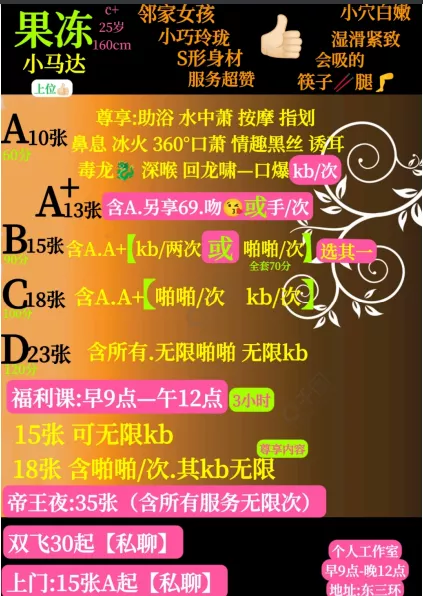 果冻
小马达
上位
c+
25岁
160cm
邻家女孩
小巧玲珑
S形身材
服务超赞
小穴白嫩
湿滑紧致
会吸的
筷子//腿
A10张
60分
尊享:助浴 水中萧 按摩 指划
鼻息 冰火 360°口萧 情趣黑丝 诱耳
毒龙 深喉 回龙啸—口爆kb/次
A+13张
含A.另享69.吻或手/次
B15张
90分
含A.A+【kb/两次 或 啪啪/次】选其一
全套70分
C18张
100分
含A.A+【啪啪/次 kb/次】
D23张
120分
含所有.无限啪啪 无限kb
福利课:早9点—午12点 3小时
15张 可无限kb
尊享内容
18张 含啪啪/次.其kb无限
帝王夜:35张（含所有服务无限次）
双飞30起【私聊】
上门:15张A起【私聊】
个人工作室
早9点-晚12点
地址:东三环